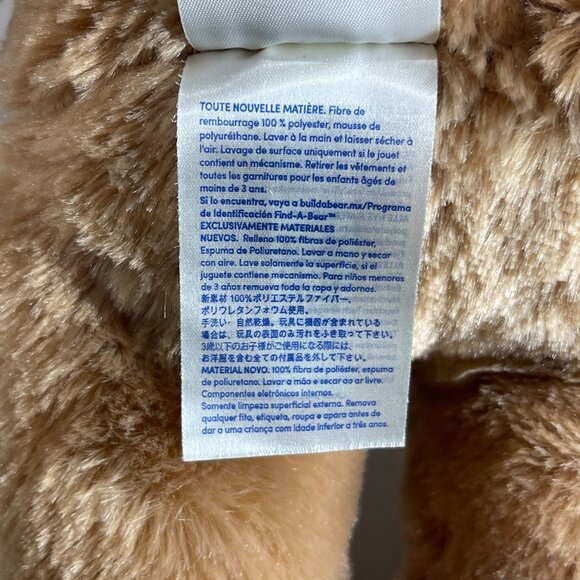 TOUTE NOUVELLE MATIÈRE. Fibre de
rembourrage 100 % polyester, mousse de
polyuréthane. Laver à la main et laisser sécher à
l'air. Lavage de surface uniquement si le jouet
contient un mécanisme. Retirer les vêtements et
toutes les garnitures pour les enfants âgés de
moins de 3 ans.
Si lo encuentra, vaya a buildabear.mx/Programa
de Identificación Find-A-Bear™
EXCLUSIVAMENTE MATERIALES
NUEVOS. Relleno 100% fibras de poliéster,
Espuma de Poliuretano. Lavar a mano y secar
con aire. Lave solamente la superficie, si el
juguete contiene mecanismo. Para niños menores
de 3 años remueva toda la ropa y adornos.
新素材 100%ポリエステルファイバー、
ポリウレタンフォウム使用。
手洗い・自然乾燥。玩具に機器が含まれている
場合は、玩具の表面のみ汚れをふき取って下さい。
3歳以下のお子様がご使用になる際には、
お洋服を含む全ての付属品を外して下さい。
MATERIAL NOVO. 100% fibra de poliéster, espuma
de poliuretano. Lavar a mão e secar ao ar livre.
Componentes eletrônicos internos.
Somente limpeza superficial externa. Remova
qualquer fita, etiqueta, roupa e apara antes de
dar a uma criança com idade inferior a três anos.